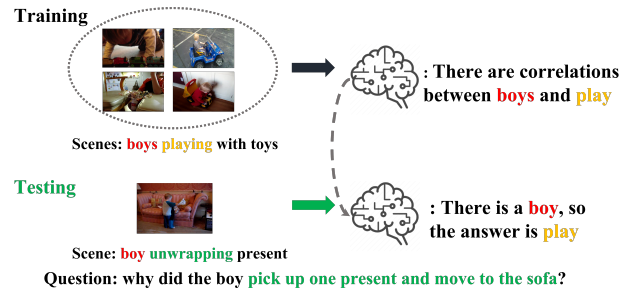 Training
: There are correlations
between boys and play
Scenes: boys playing with toys
Testing
: There is a boy, so
the answer is play
Scene: boy unwrapping present
Question: why did the boy pick up one present and move to the sofa?